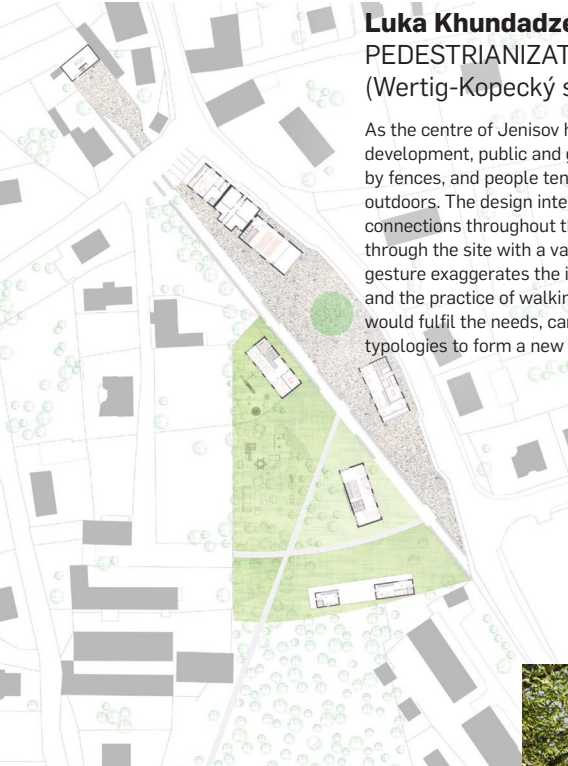 Luka Khundadze
PEDESTRIANIZAT
(Wertig-Kopecký s
As the centre of Jenisov h
development, public and g
by fences, and people ten
outdoors. The design inte
connections throughout th
through the site with a va
gesture exaggerates the i
and the practice of walkin
would fulfil the needs, car
typologies to form a new